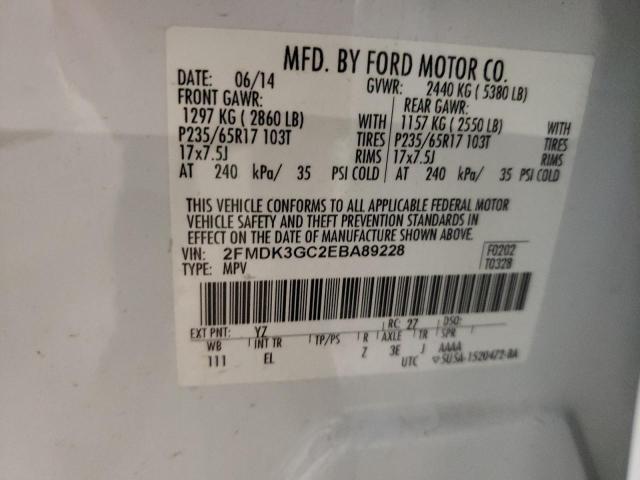 MFD. BY FORD MOTOR CO.
DATE: 06/14 GVWR: 2440 KG ( 5380 LB)
FRONT GAWR: REAR GAWR:
1297 KG ( 2860 LB) WITH 1157 KG ( 2550 LB) WITH
P235/65R17 103T TIRES P235/65R17 103T TIRES
17x7.5J RIMS 17x7.5J RIMS
AT 240 kPa/ 35 PSI COLD AT 240 kPa/ 35 PSI COLD
THIS VEHICLE CONFORMS TO ALL APPLICABLE FEDERAL MOTOR
VEHICLE SAFETY AND THEFT PREVENTION STANDARDS IN
EFFECT ON THE DATE OF MANUFACTURE SHOWN ABOVE.
VIN: 2FMDK3GC2EBA89228 F0202
TYPE: MPV T0328
EXT PNT: YZ RC: 27 DSO:
WB INT TR TP/PS R AXLE TR SPR
111 EL Z 3E J AAAA
UTC ▽5U5A-1520472-BA